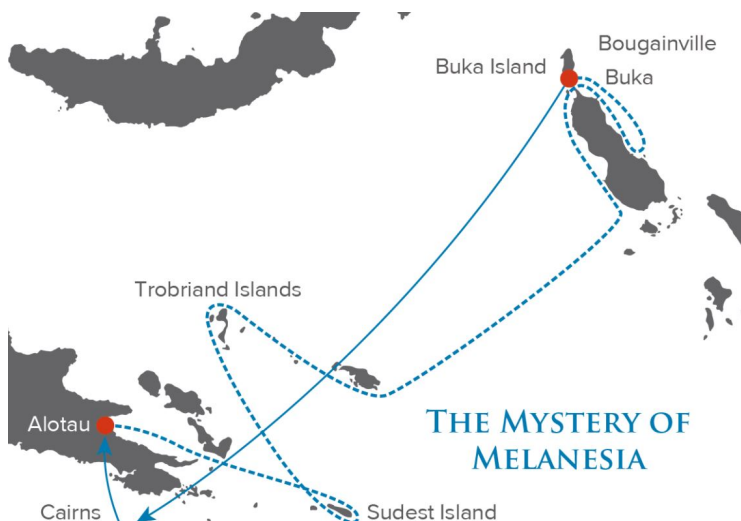 Bougainville
Buka Island
Buka
Trobriand Islands
Alotau
THE MYSTERY OF
MELANESIA
Cairns
Sudest Island